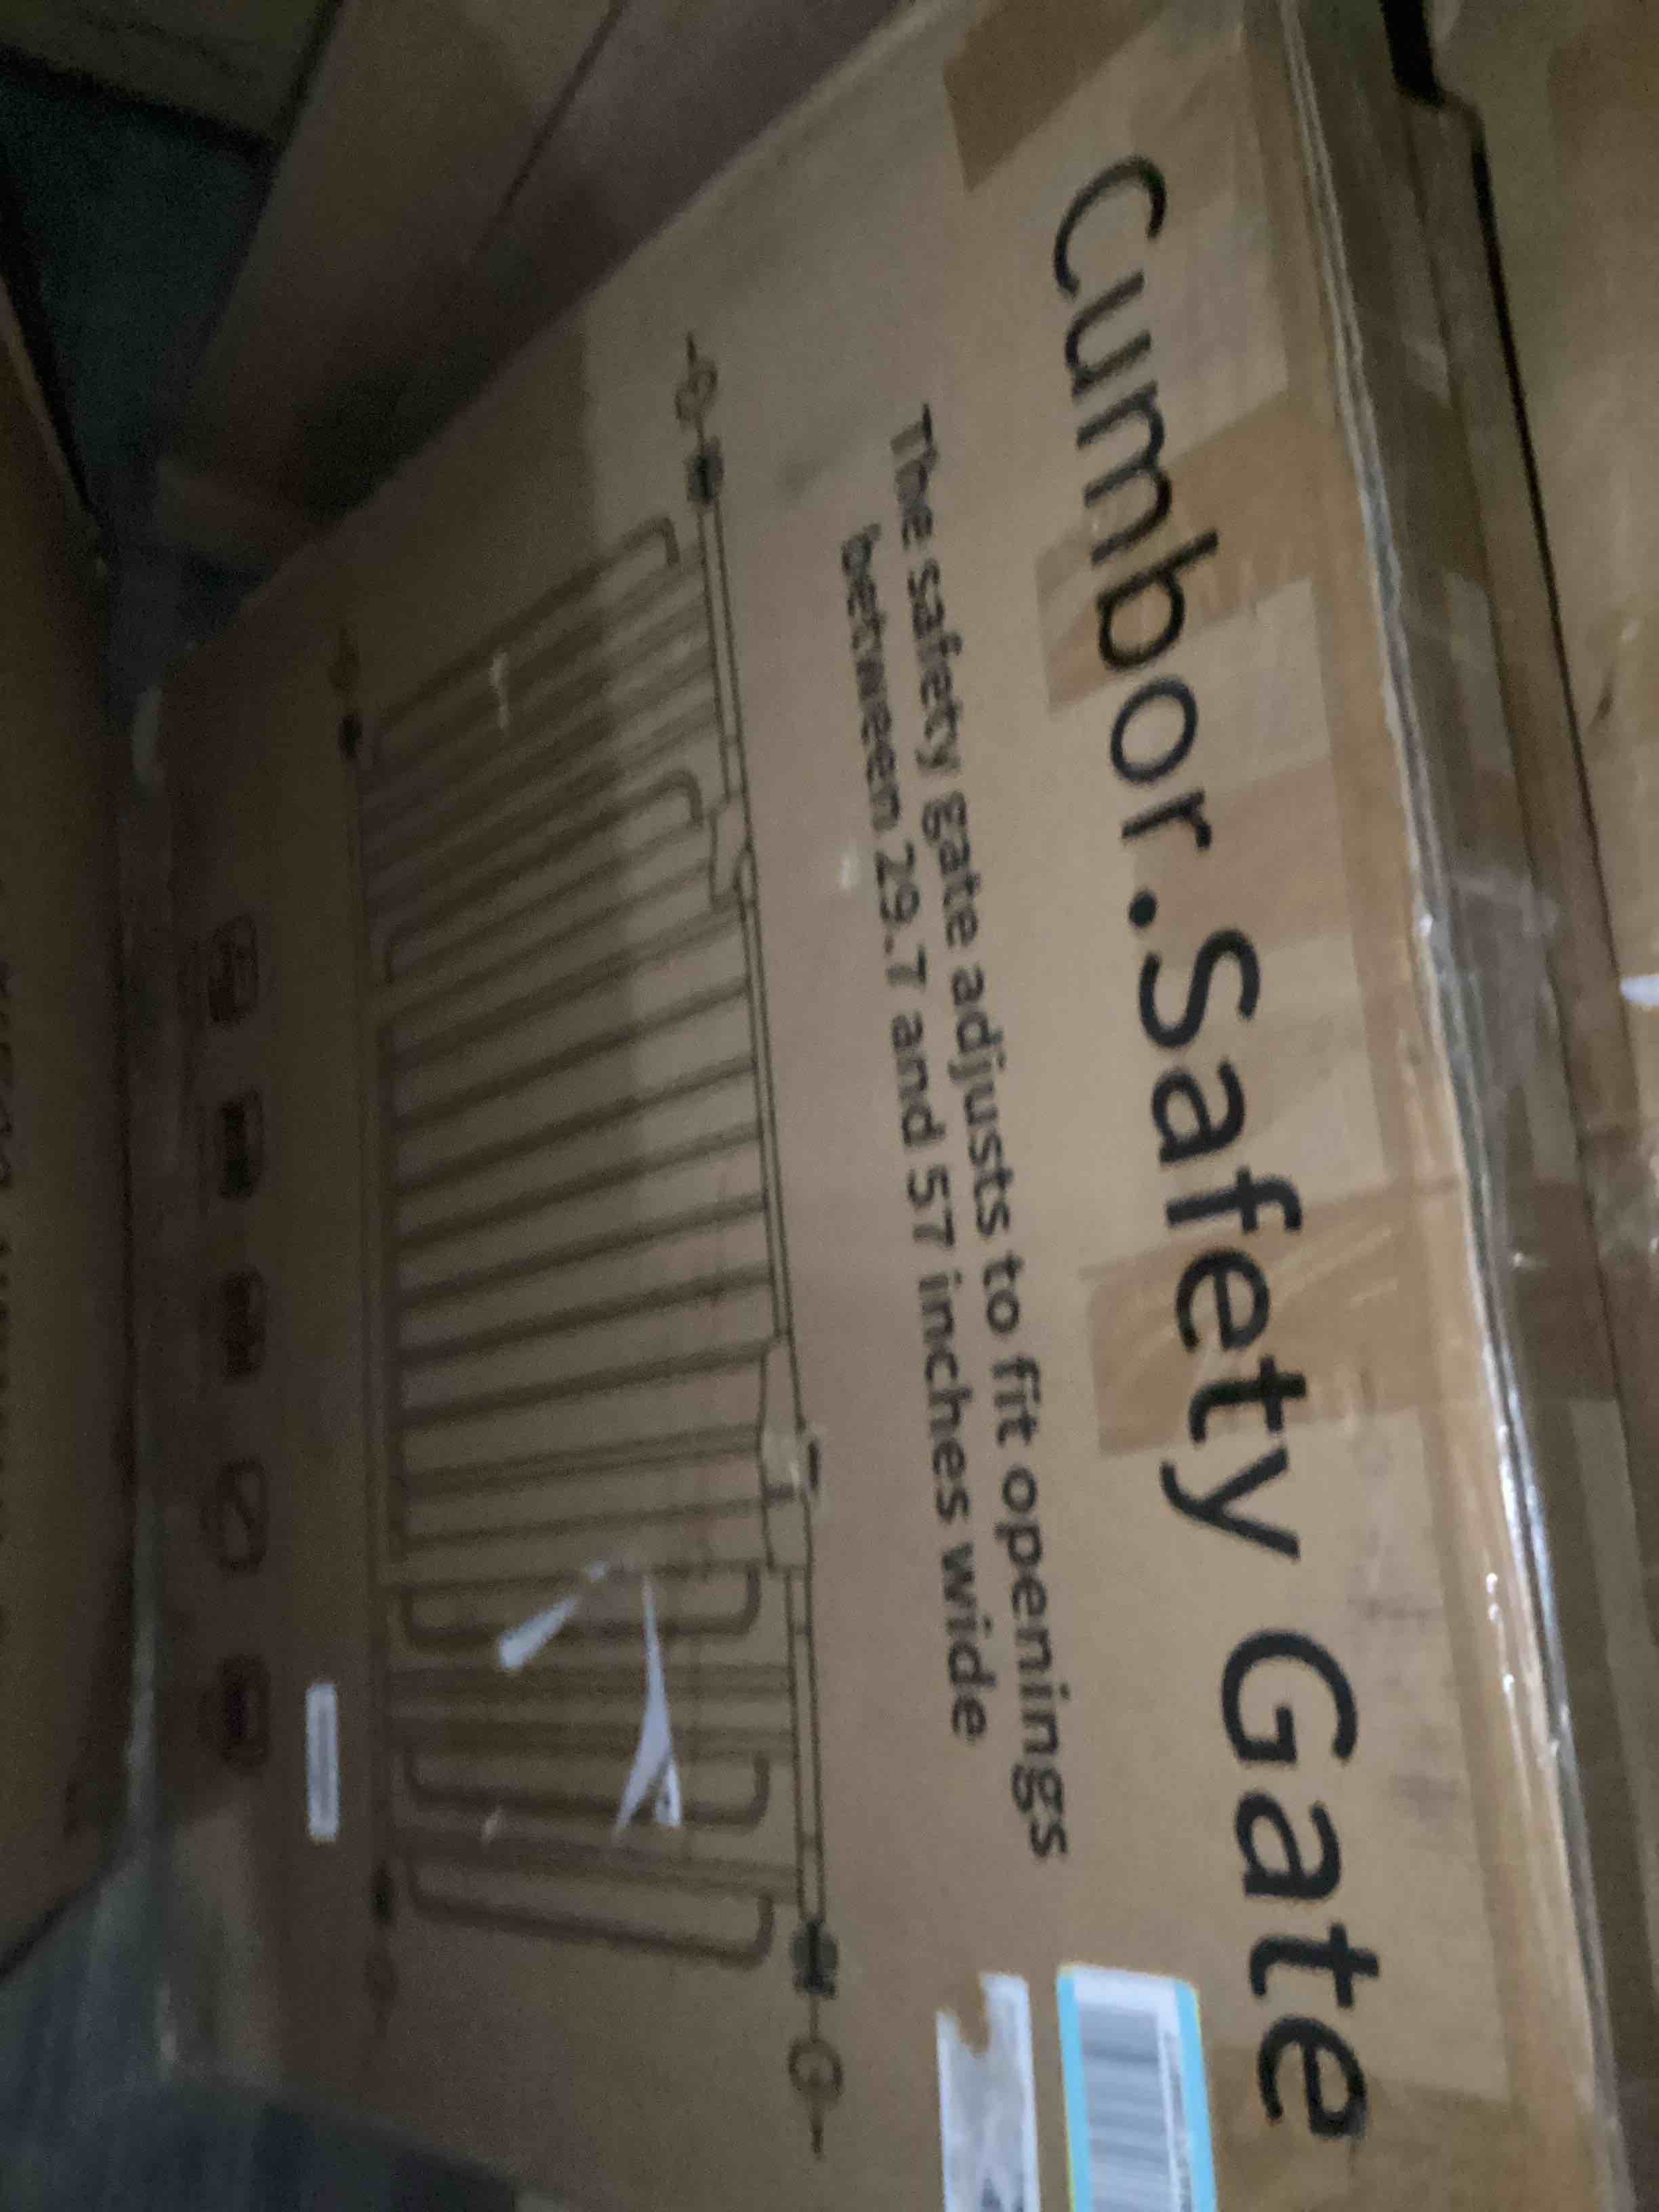 Cumbor.Safety Gate
The safety gate adjusts to fit openings
between 29.7 and 57 inches wide